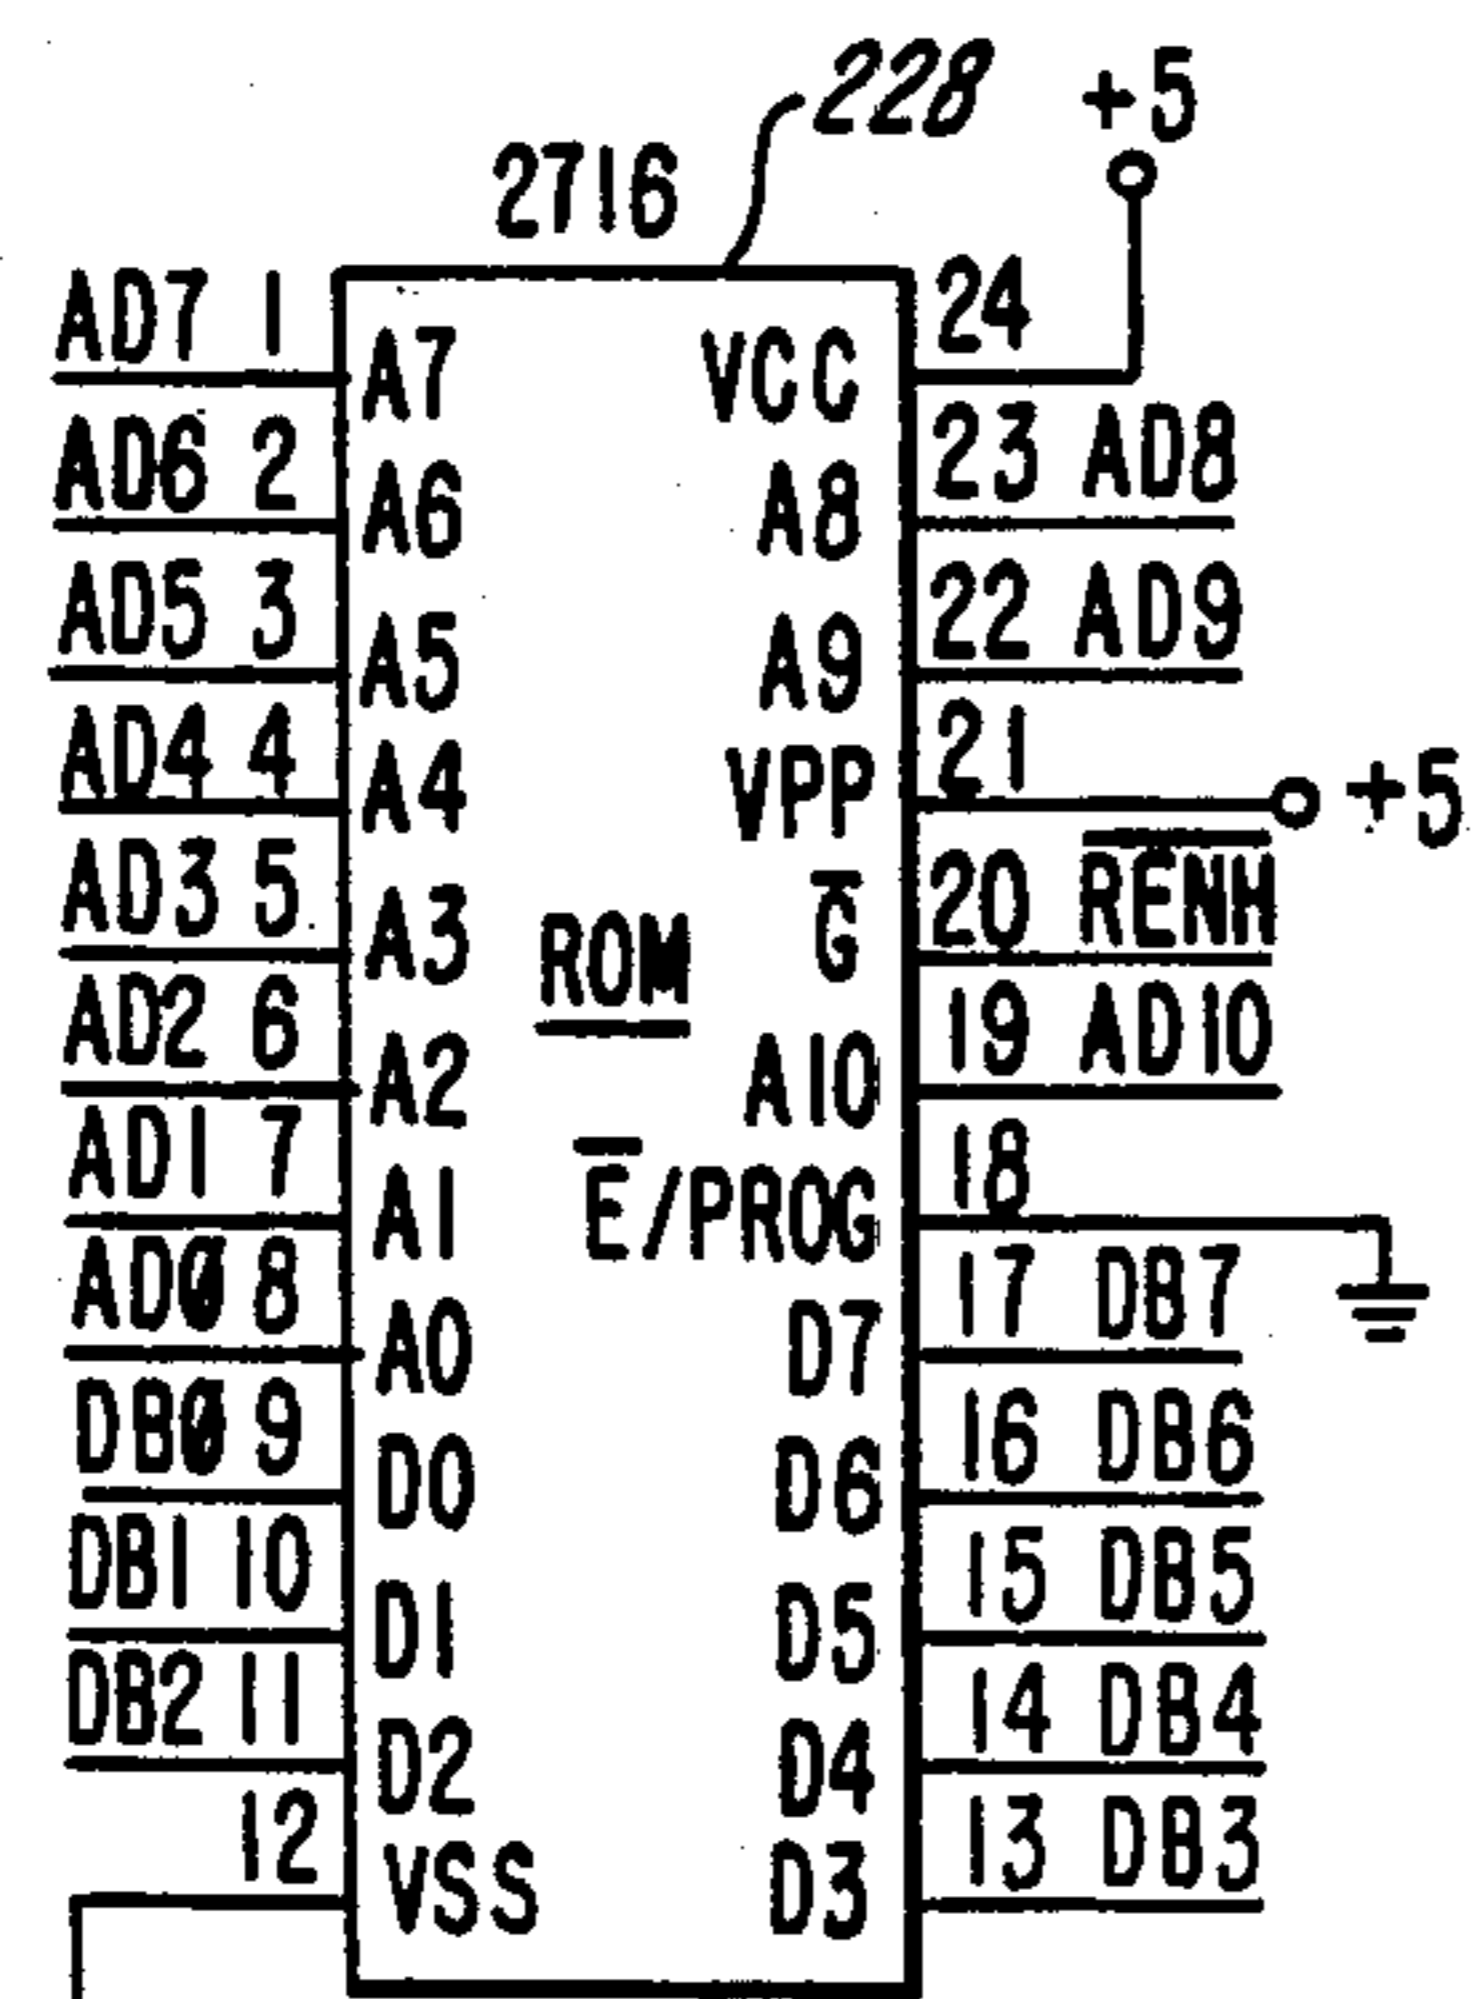 228 +5
2716
AD7 1 A7 VCC 24
AD6 2 A6 A8 23 AD8
AD5 3 A5 A9 22 AD9
AD4 4 A4 VPP 21 +5
AD3 5 A3 ROM G̅ 20 R̅E̅N̅H̅
AD2 6 A2 A10 19 AD10
AD1 7 A1 E̅/PROG 18
ADØ 8 A0 D7 17 DB7
DBØ 9 D0 D6 16 DB6
DB1 10 D1 D5 15 DB5
DB2 11 D2 D4 14 DB4
12 VSS D3 13 DB3